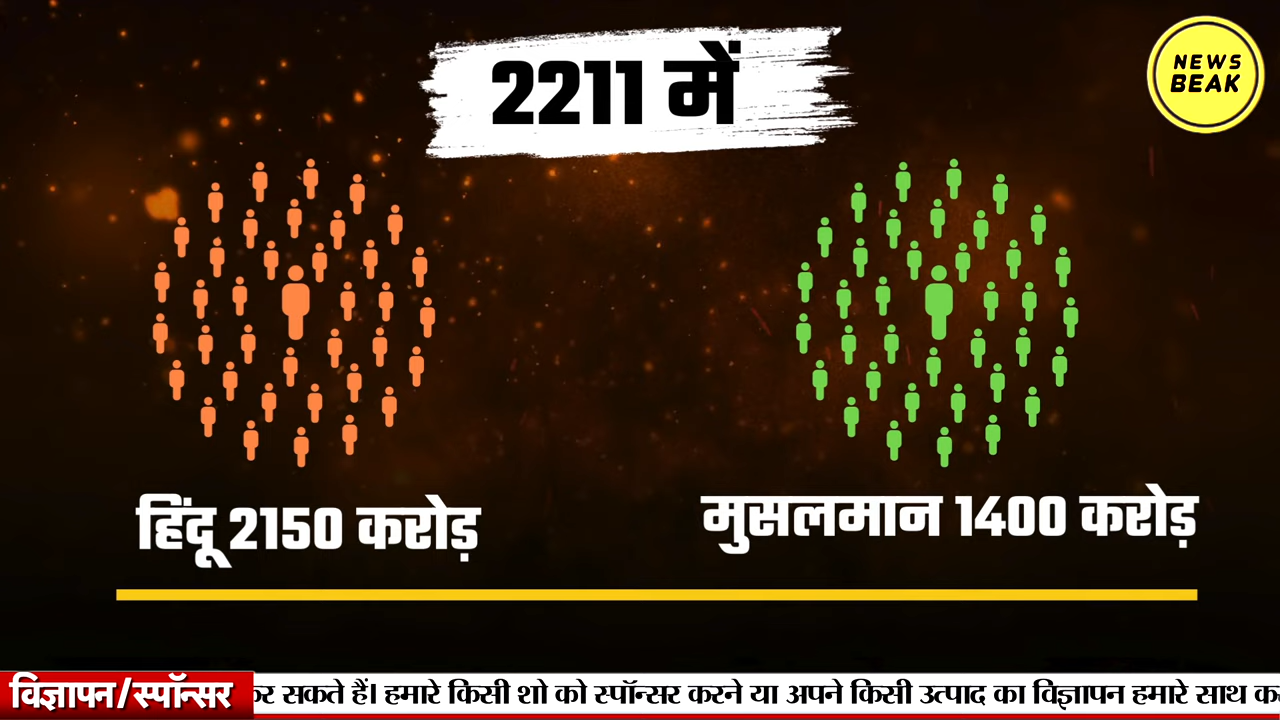 2211 में
NEWS
BEAK
हिंदू 2150 करोड़
मुसलमान 1400 करोड़
विज्ञापन/स्पॉन्सर
सकते हैं। हमारे किसी शो को स्पॉन्सर करने या अपने किसी उत्पाद का विज्ञापन हमारे साथ